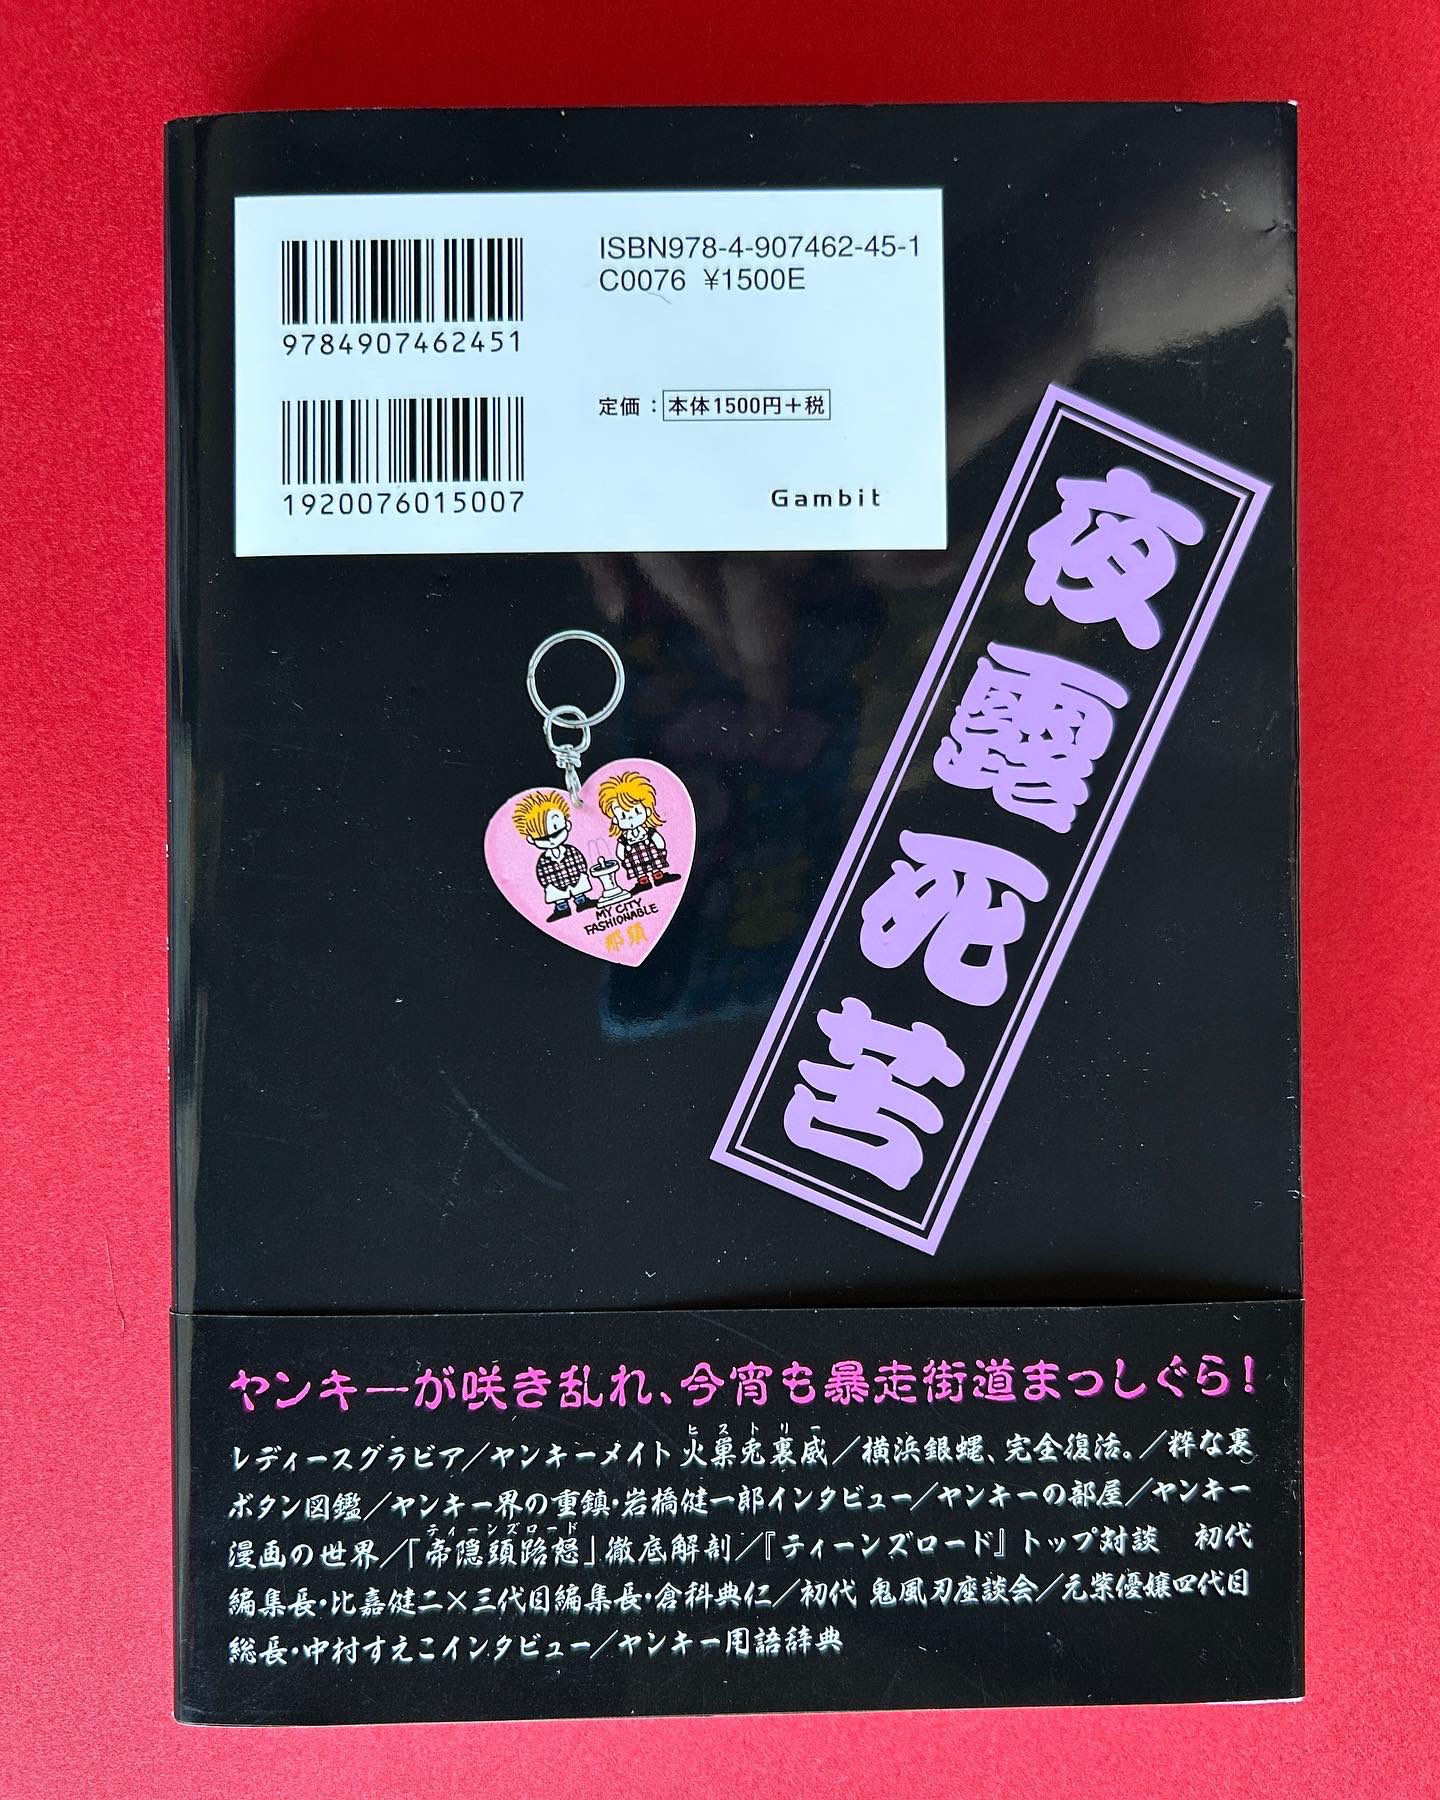 ISBN978-4-907462-45-1
C0076 ¥1500E
9784907462451
定価：本体1500円＋税
1920076015007
Gambit
夜露死苦
MY CITY
FASHIONABLE
那須
ヤンキーが咲き乱れ、今宵も暴走街道まっしぐら！
ヒストリー
レディースグラビア／ヤンキーメイト 火巣兎裏威／横浜銀蠅、完全復活。／粋な裏
ボタン図鑑／ヤンキー界の重鎮・岩橋健一郎インタビュー／ヤンキーの部屋／ヤンキー
ティーンズロード
漫画の世界／「帝隠頭路怒」徹底解剖／『ティーンズロード』トップ対談　初代
編集長・比嘉健二×三代目編集長・倉科典仁／初代 鬼風刃座談会／元紫優嬢四代目
総長・中村すえこインタビュー／ヤンキー用語辞典